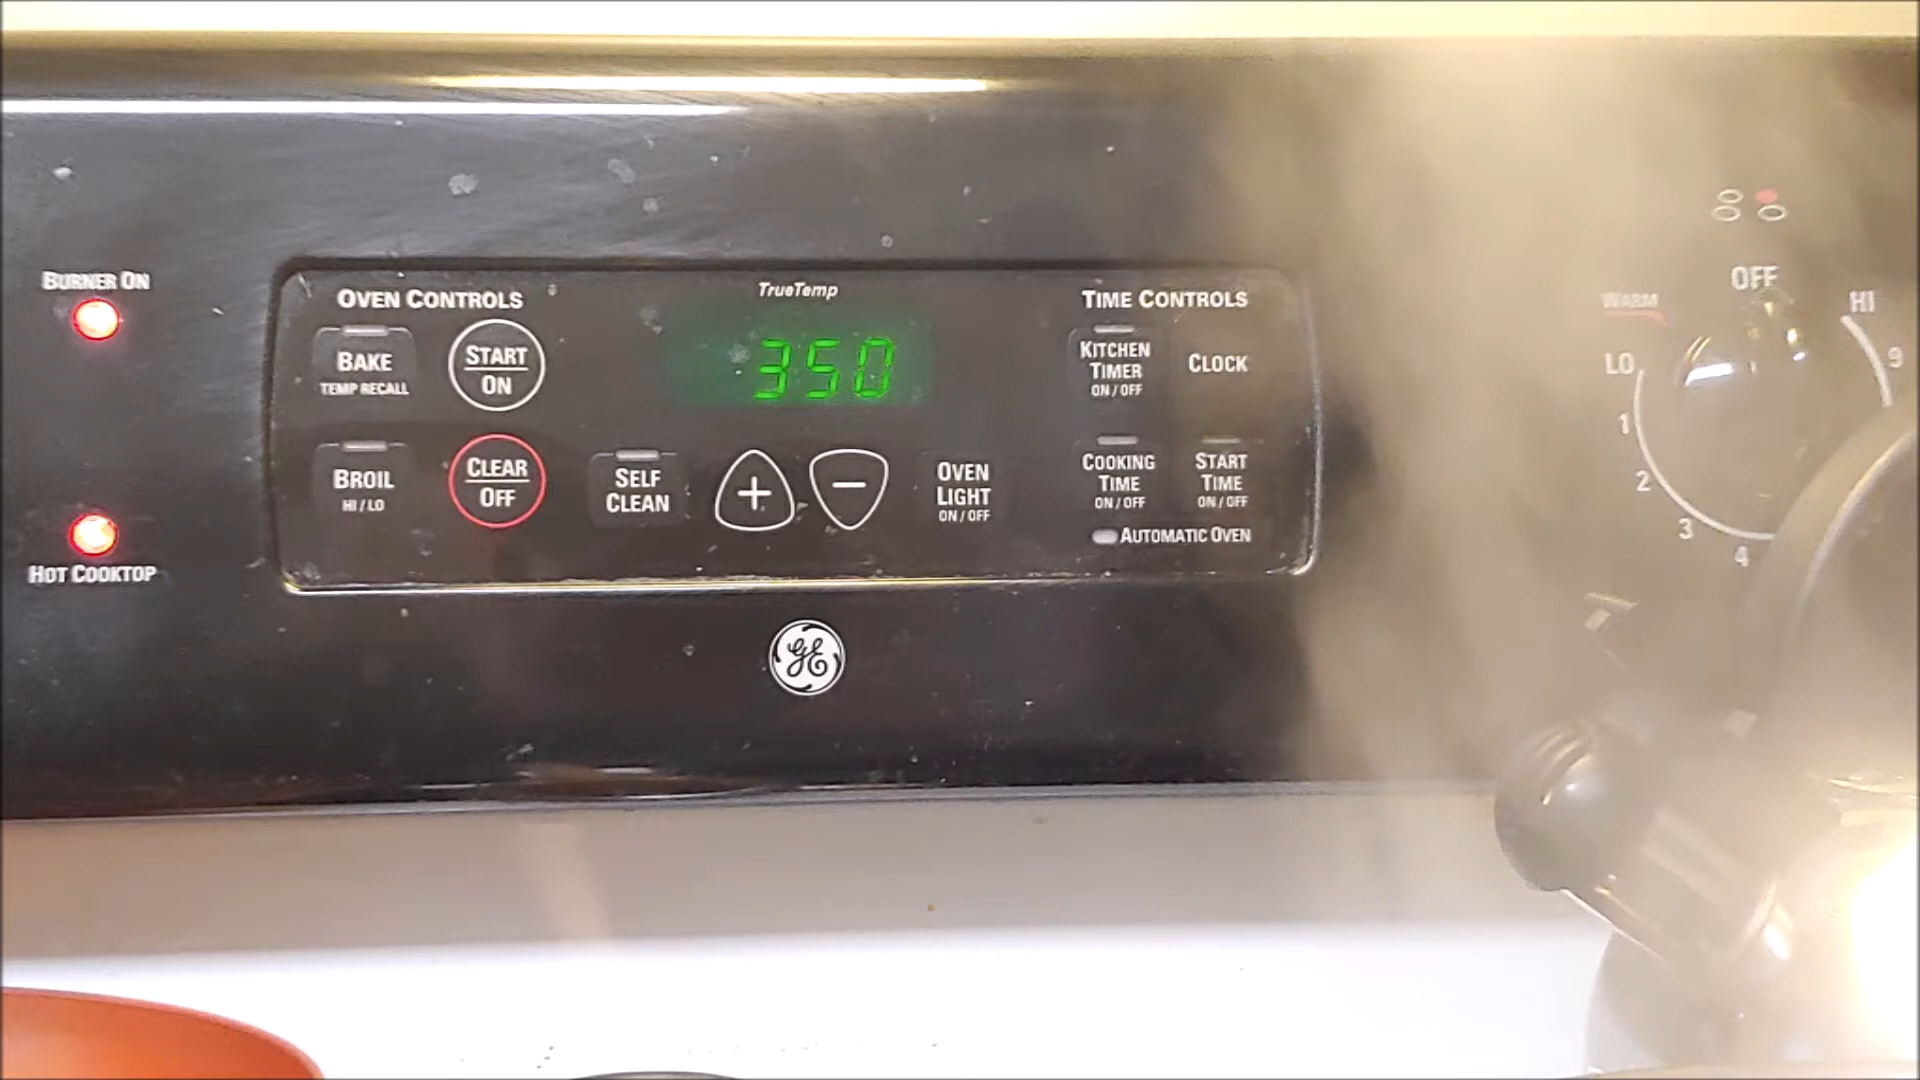 BURNER ON
HOT COOKTOP
OVEN CONTROLS
BAKE
TEMP RECALL
START
ON
BROIL
HI / LO
CLEAR
OFF
SELF
CLEAN
TrueTemp
350
+
−
OVEN
LIGHT
ON / OFF
TIME CONTROLS
KITCHEN
TIMER
ON / OFF
CLOCK
COOKING
TIME
ON / OFF
START
TIME
ON / OFF
AUTOMATIC OVEN
GE
OFF
WARM
HI
LO
9
1
2
3
4